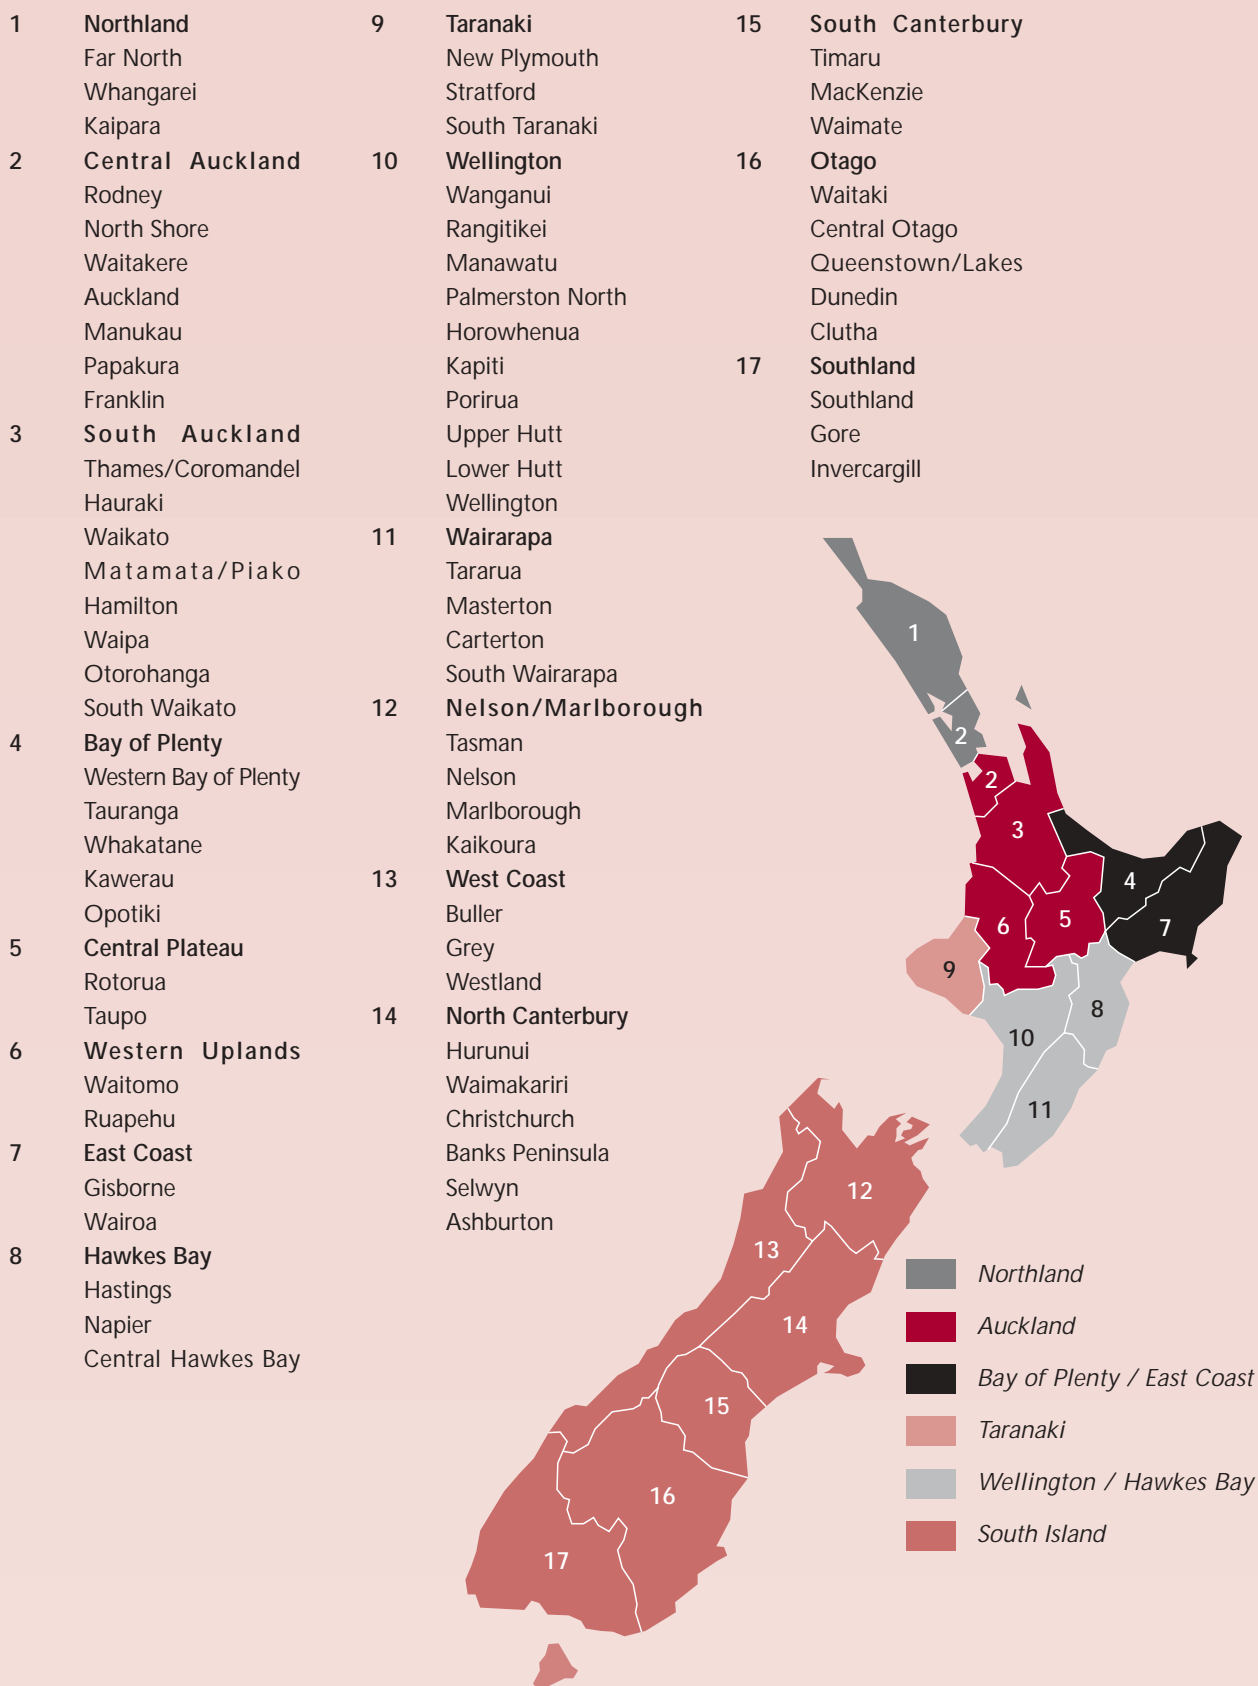 1 Northland
Far North
Whangarei
Kaipara
2 Central Auckland
Rodney
North Shore
Waitakere
Auckland
Manukau
Papakura
Franklin
3 South Auckland
Thames/Coromandel
Hauraki
Waikato
Matamata/Piako
Hamilton
Waipa
Otorohanga
South Waikato
4 Bay of Plenty
Western Bay of Plenty
Tauranga
Whakatane
Kawerau
Opotiki
5 Central Plateau
Rotorua
Taupo
6 Western Uplands
Waitomo
Ruapehu
7 East Coast
Gisborne
Wairoa
8 Hawkes Bay
Hastings
Napier
Central Hawkes Bay
9 Taranaki
New Plymouth
Stratford
South Taranaki
10 Wellington
Wanganui
Rangitikei
Manawatu
Palmerston North
Horowhenua
Kapiti
Porirua
Upper Hutt
Lower Hutt
Wellington
11 Wairarapa
Tararua
Masterton
Carterton
South Wairarapa
12 Nelson/Marlborough
Tasman
Nelson
Marlborough
Kaikoura
13 West Coast
Buller
Grey
Westland
14 North Canterbury
Hurunui
Waimakariri
Christchurch
Banks Peninsula
Selwyn
Ashburton
15 South Canterbury
Timaru
MacKenzie
Waimate
16 Otago
Waitaki
Central Otago
Queenstown/Lakes
Dunedin
Clutha
17 Southland
Southland
Gore
Invercargill
1
2
2
3
4
5
6
7
9
8
10
11
12
13
14
15
16
17
Northland
Auckland
Bay of Plenty / East Coast
Taranaki
Wellington / Hawkes Bay
South Island